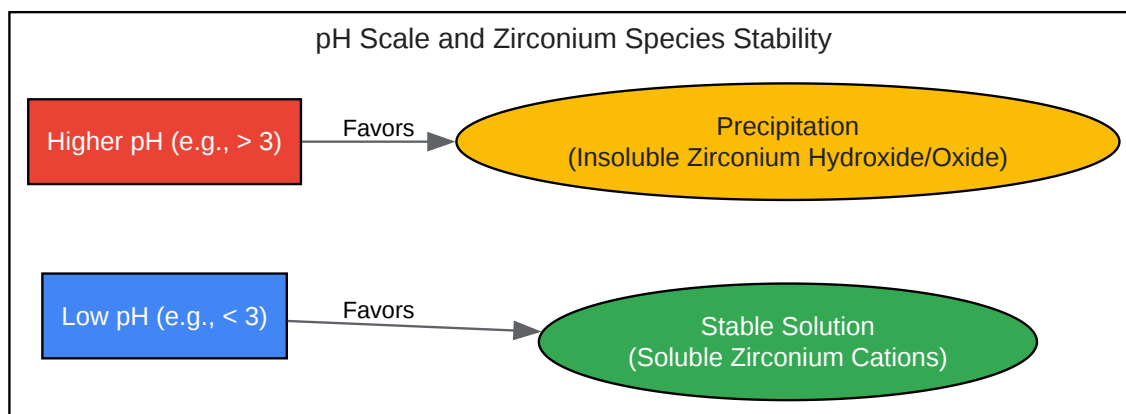 pH Scale and Zirconium Species Stability
Higher pH (e.g., > 3)
Favors
Precipitation
(Insoluble Zirconium Hydroxide/Oxide)
Low pH (e.g., < 3)
Favors
Stable Solution
(Soluble Zirconium Cations)